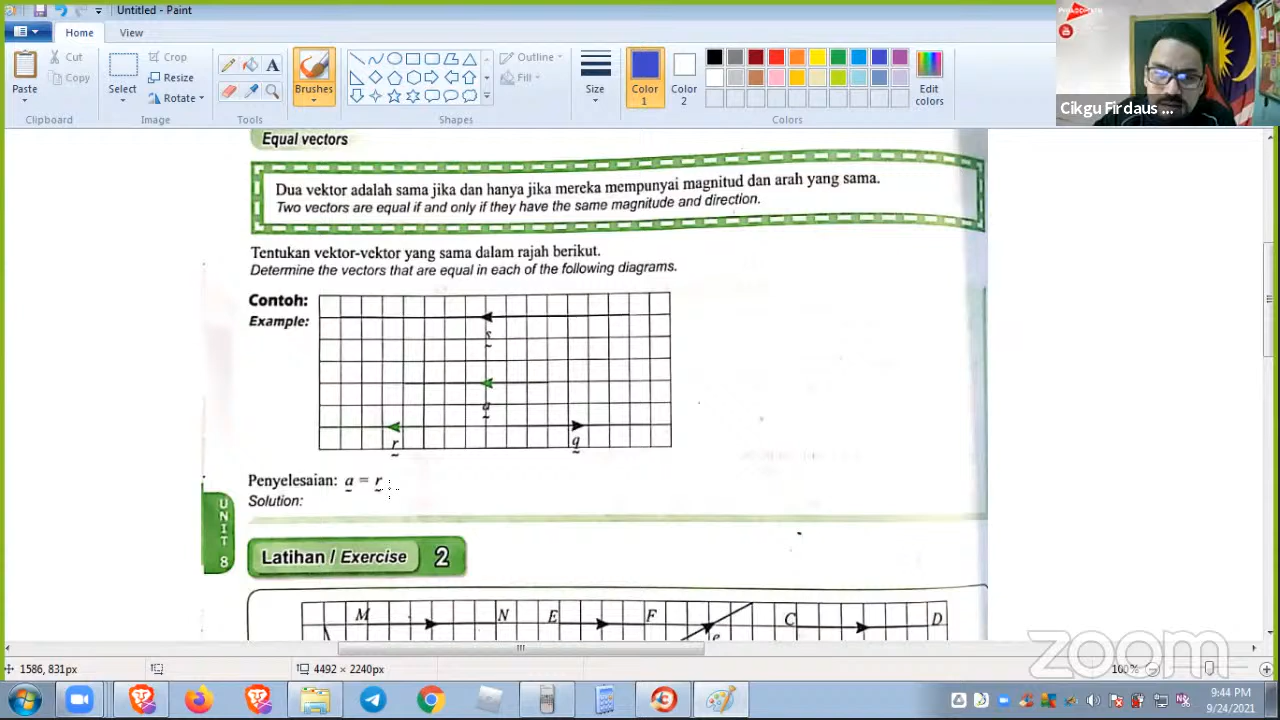 Untitled - Paint
Home View
Paste
Cut
Copy
Clipboard
Select
Crop
Resize
Rotate
Image
Tools
Brushes
Shapes
Outline
Fill
Size
Color 1
Color 2
Edit colors
Colors
Cikgu Firdaus ...
Equal vectors
Dua vektor adalah sama jika dan hanya jika mereka mempunyai magnitud dan arah yang sama.
Two vectors are equal if and only if they have the same magnitude and direction.
Tentukan vektor-vektor yang sama dalam rajah berikut.
Determine the vectors that are equal in each of the following diagrams.
Contoh:
Example:
s
a
r q
Penyelesaian: a = r
Solution:
UNIT 8
Latihan / Exercise 2
M N E F C D
e
zoom
1586, 831px 4492 × 2240px 100%
9:44 PM
9/24/2021